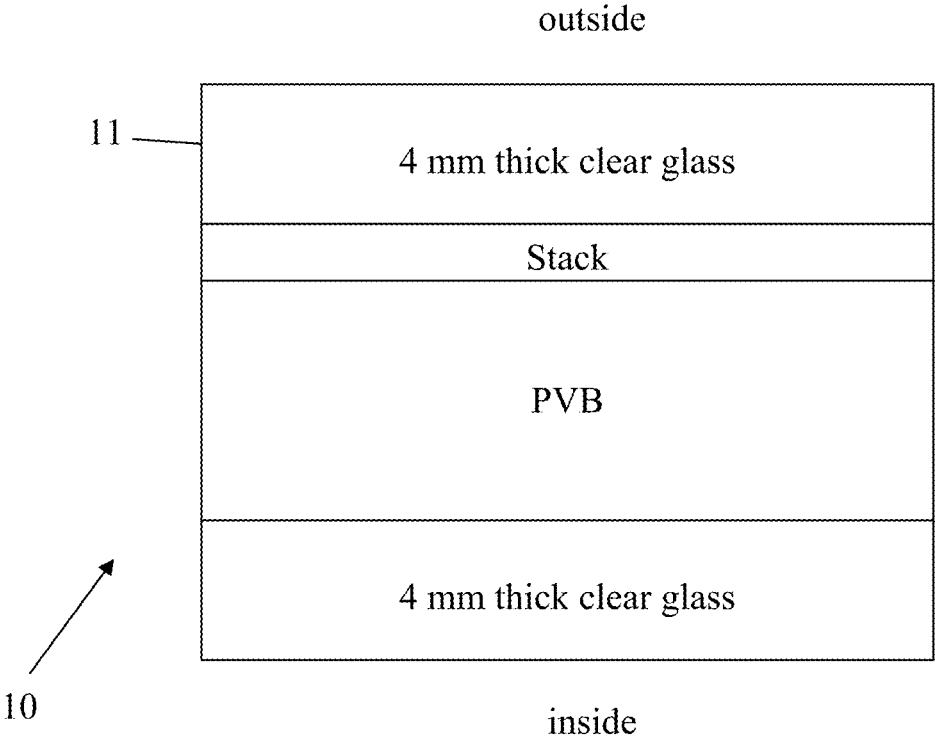 outside
11
4 mm thick clear glass
Stack
PVB
4 mm thick clear glass
10
inside